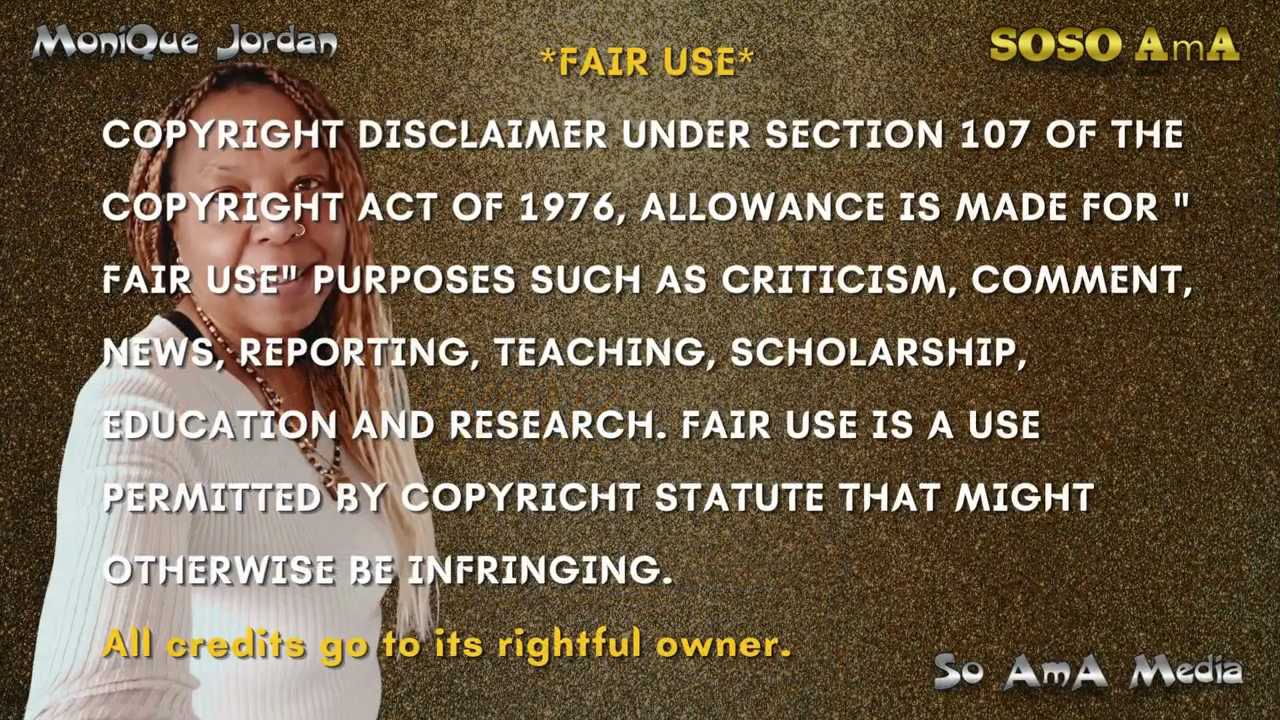 MoniQue Jordan
SOSO AmA
*FAIR USE*
COPYRIGHT DISCLAIMER UNDER SECTION 107 OF THE
COPYRIGHT ACT OF 1976, ALLOWANCE IS MADE FOR "
FAIR USE" PURPOSES SUCH AS CRITICISM, COMMENT,
NEWS, REPORTING, TEACHING, SCHOLARSHIP,
EDUCATION AND RESEARCH. FAIR USE IS A USE
PERMITTED BY COPYRICHT STATUTE THAT MIGHT
OTHERWISE BE INFRINGING.
All credits go to its rightful owner.
So AmA Media